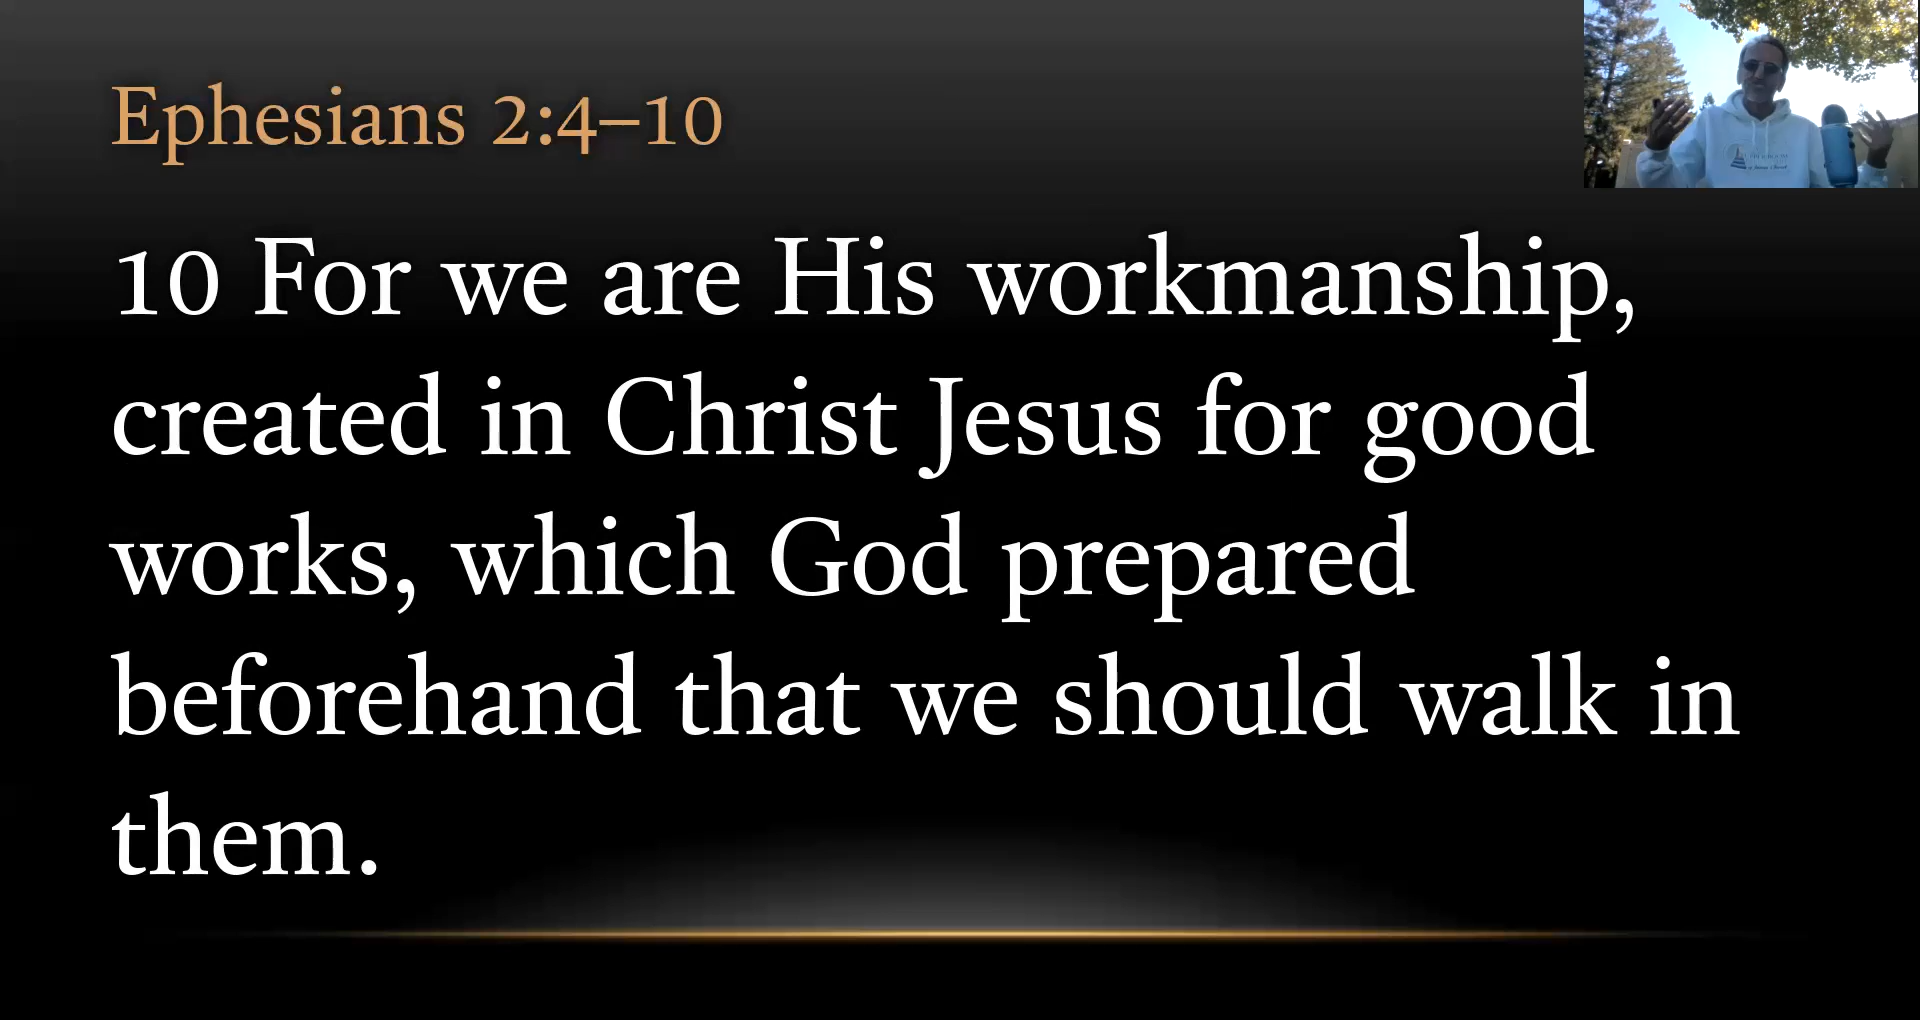 Ephesians 2:4–10
10 For we are His workmanship,
created in Christ Jesus for good
works, which God prepared
beforehand that we should walk in
them.